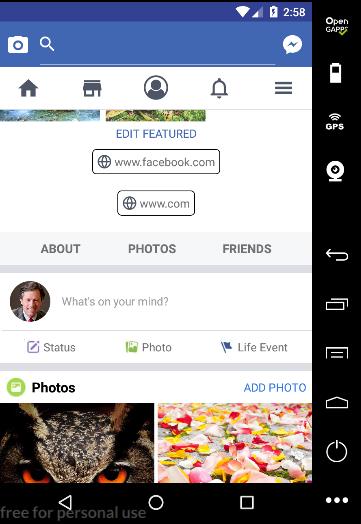 2:58
Open
GAPPS
GPS
EDIT FEATURED
www.facebook.com
www.com
ABOUT PHOTOS FRIENDS
What's on your mind?
Status Photo Life Event
Photos ADD PHOTO
free for personal use